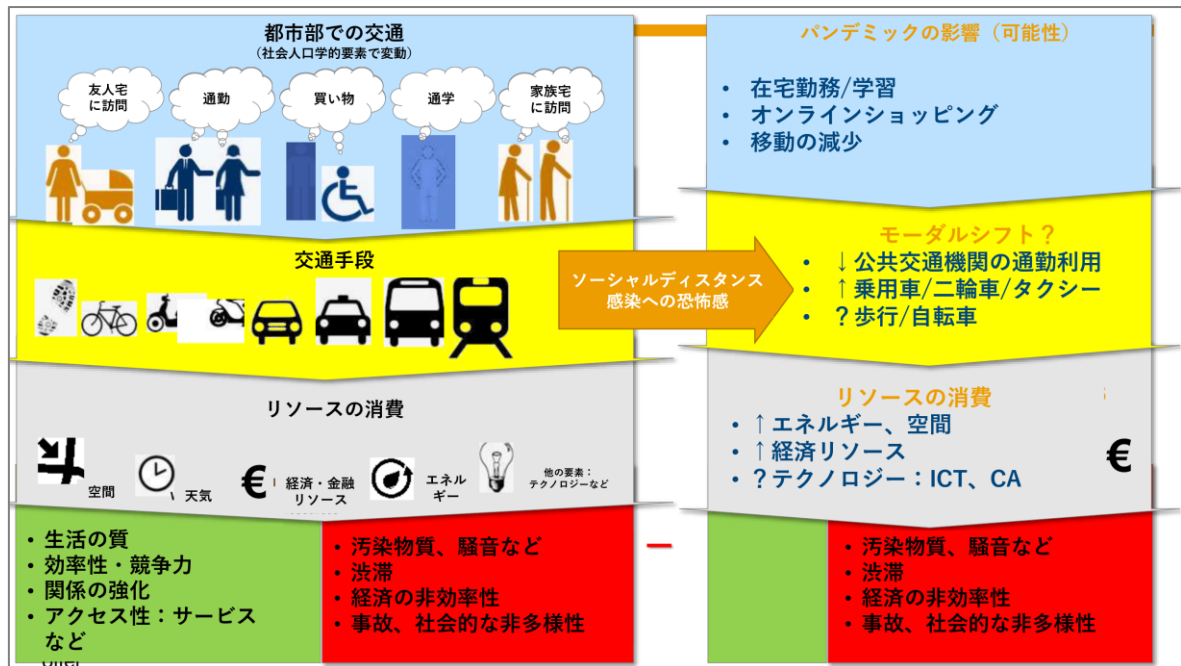 都市部での交通
（社会人口学的要素で変動）
友人宅
に訪問
通勤
買い物
通学
家族宅
に訪問
交通手段
リソースの消費
空間
天気
€
経済・金融
リソース
エネル
ギー
他の要素：
テクノロジーなど
• 生活の質
• 効率性・競争力
• 関係の強化
• アクセス性：サービス
など
• 汚染物質、騒音など
• 渋滞
• 経済の非効率性
• 事故、社会的な非多様性
ソーシャルディスタンス
感染への恐怖感
–
パンデミックの影響（可能性）
• 在宅勤務/学習
• オンラインショッピング
• 移動の減少
モーダルシフト？
• ↓公共交通機関の通勤利用
• ↑乗用車/二輪車/タクシー
• ？歩行/自転車
リソースの消費
• ↑エネルギー、空間
• ↑経済リソース
• ？テクノロジー：ICT、CA
€
• 汚染物質、騒音など
• 渋滞
• 経済の非効率性
• 事故、社会的な非多様性